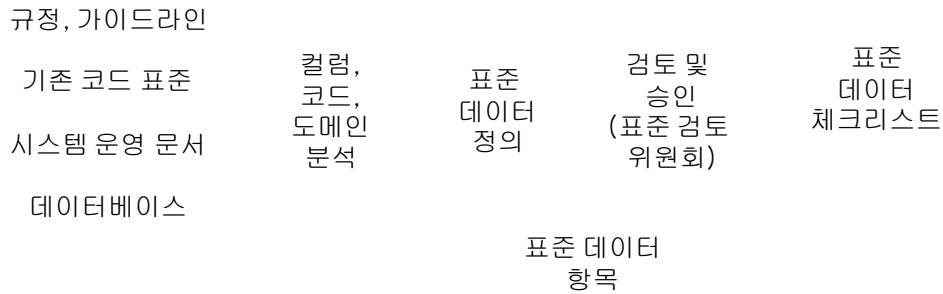 규정, 가이드라인
기존 코드 표준
시스템 운영 문서
데이터베이스
컬럼,
코드,
도메인
분석
표준
데이터
정의
검토 및
승인
(표준 검토
위원회)
표준
데이터
체크리스트
표준 데이터
항목